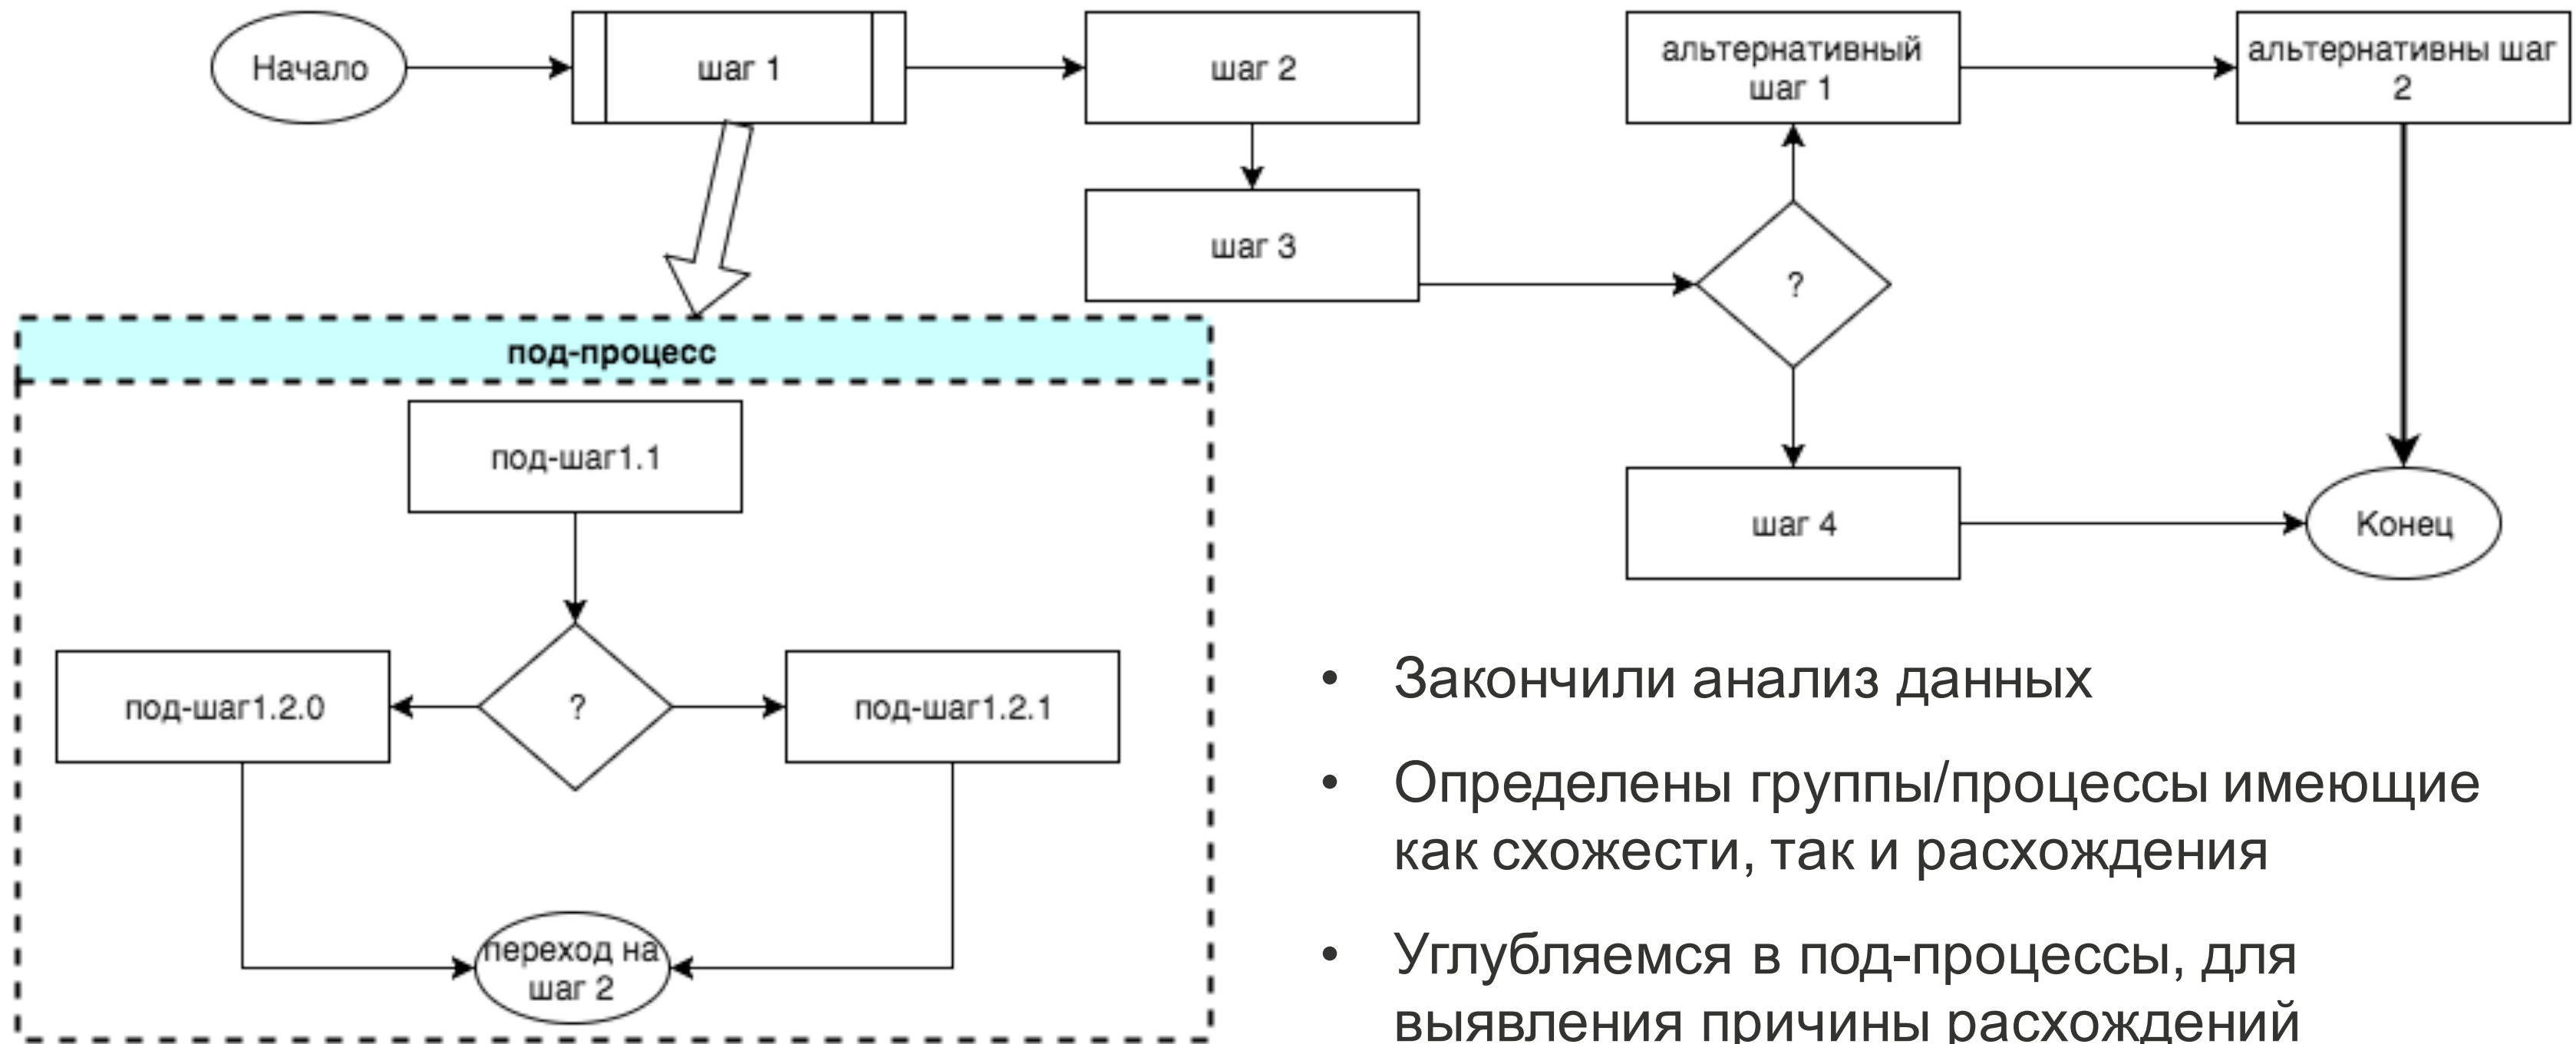 Начало
шаг 1
шаг 2
альтернативный
шаг 1
альтернативны шаг
2
шаг 3
?
под-процесс
под-шаг1.1
шаг 4
Конец
под-шаг1.2.0
?
под-шаг1.2.1
переход на
шаг 2
• Закончили анализ данных
• Определены группы/процессы имеющие
как схожести, так и расхождения
• Углубляемся в под-процессы, для
выявления причины расхождений